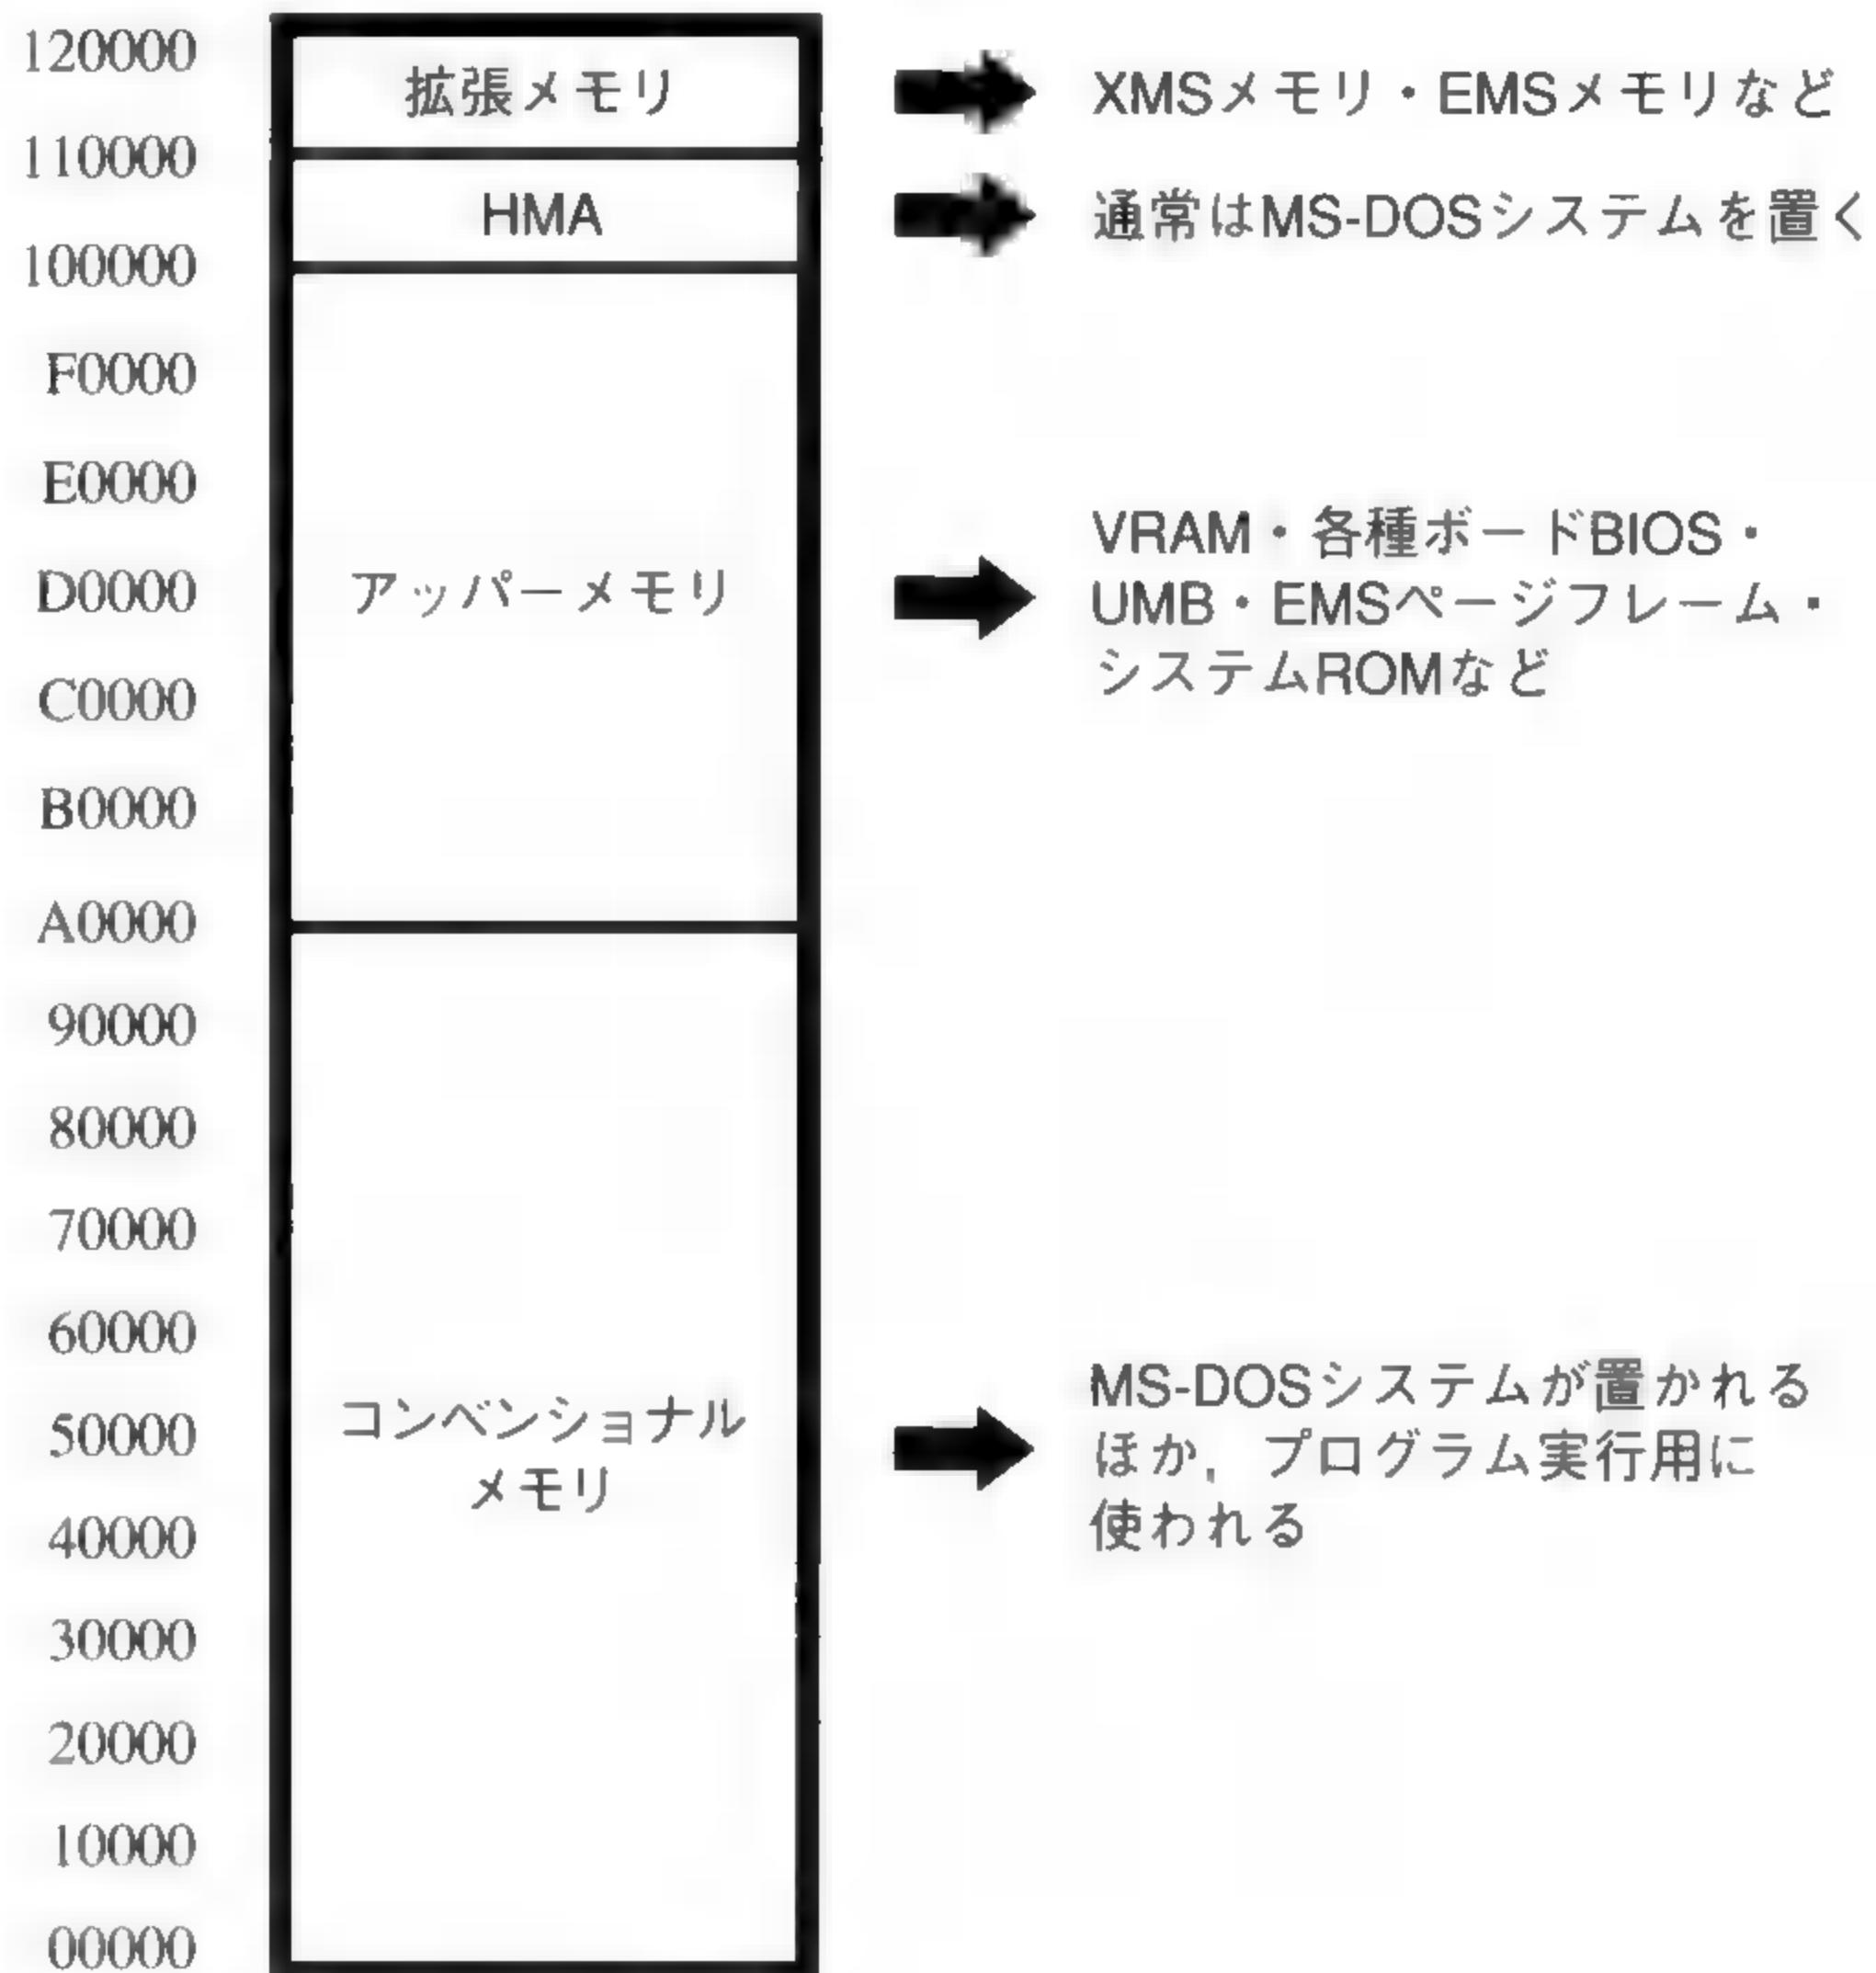 120000
拡張メモリ
XMSメモリ・EMSメモリなど
110000
HMA
通常はMS-DOSシステムを置く
100000
F0000
E0000
D0000
アッパーメモリ
VRAM・各種ボードBIOS・
UMB・EMSページフレーム・
システムROMなど
C0000
B0000
A0000
90000
80000
70000
60000
50000
コンベンショナル
メモリ
MS-DOSシステムが置かれる
ほか,プログラム実行用に
使われる
40000
30000
20000
10000
00000